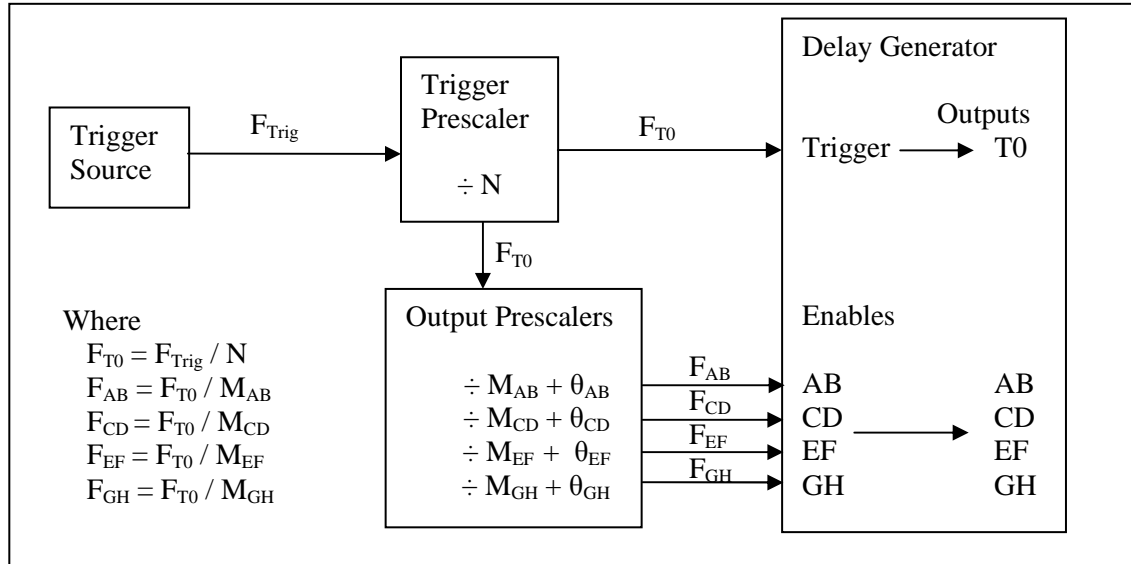 Trigger
Source
F_Trig
Trigger
Prescaler
÷ N
F_T0
F_T0
Delay Generator
Outputs
Trigger
T0
Where
F_T0 = F_Trig / N
F_AB = F_T0 / M_AB
F_CD = F_T0 / M_CD
F_EF = F_T0 / M_EF
F_GH = F_T0 / M_GH
Output Prescalers
÷ M_AB + θ_AB
÷ M_CD + θ_CD
÷ M_EF + θ_EF
÷ M_GH + θ_GH
F_AB
F_CD
F_EF
F_GH
Enables
AB
CD
EF
GH
AB
CD
EF
GH